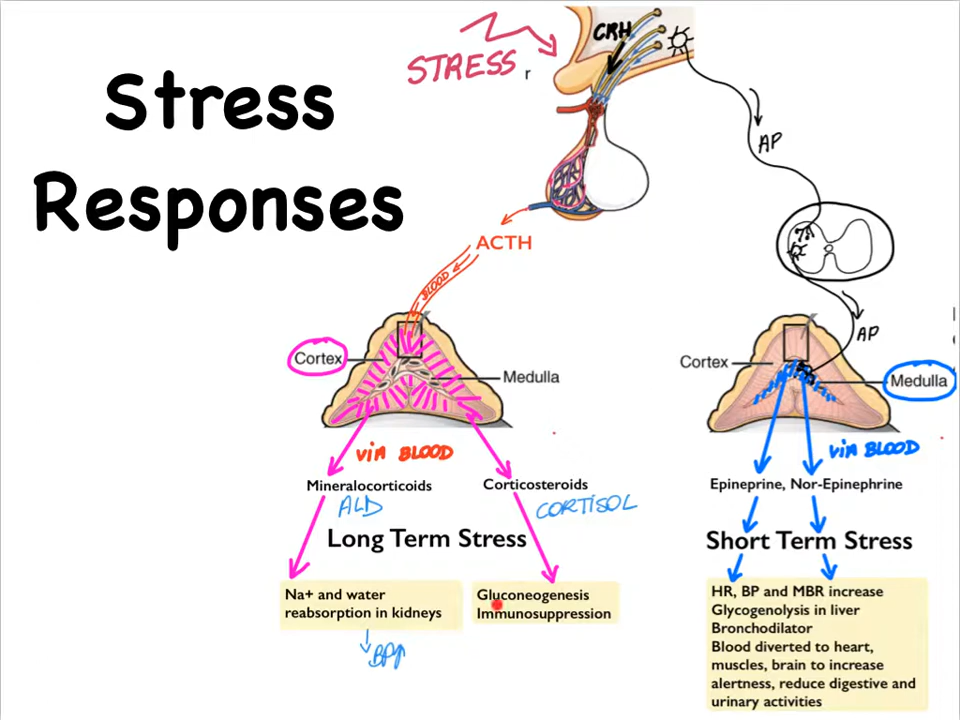 Stress
Responses
STRESS
r
CRH
AP
ACTH
BLOOD
AP
Cortex
Medulla
Cortex
Medulla
VIA BLOOD
VIA BLOOD
Mineralocorticoids
Corticosteroids
ALD
CORTISOL
Epineprine, Nor-Epinephrine
Long Term Stress
Short Term Stress
Na+ and water
reabsorption in kidneys
BP↑
Gluconeogenesis
Immunosuppression
HR, BP and MBR increase
Glycogenolysis in liver
Bronchodilator
Blood diverted to heart,
muscles, brain to increase
alertness, reduce digestive and
urinary activities